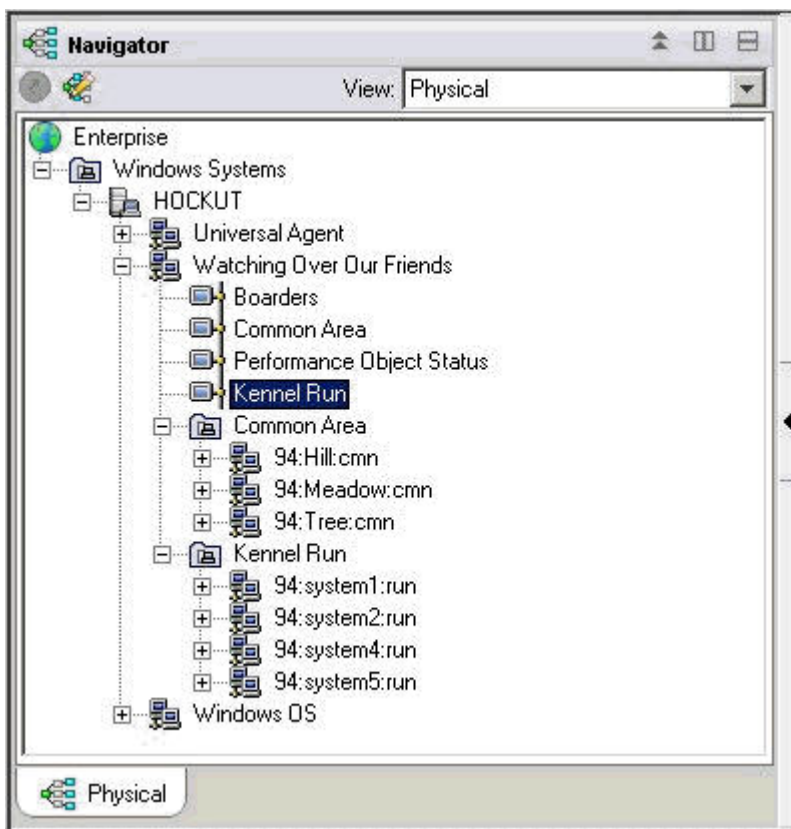 Navigator
View: Physical
Enterprise
Windows Systems
HOCKUT
Universal Agent
Watching Over Our Friends
Boarders
Common Area
Performance Object Status
Kennel Run
Common Area
94:Hill:cmn
94:Meadow:cmn
94:Tree:cmn
Kennel Run
94:system1:run
94:system2:run
94:system4:run
94:system5:run
Windows OS
Physical